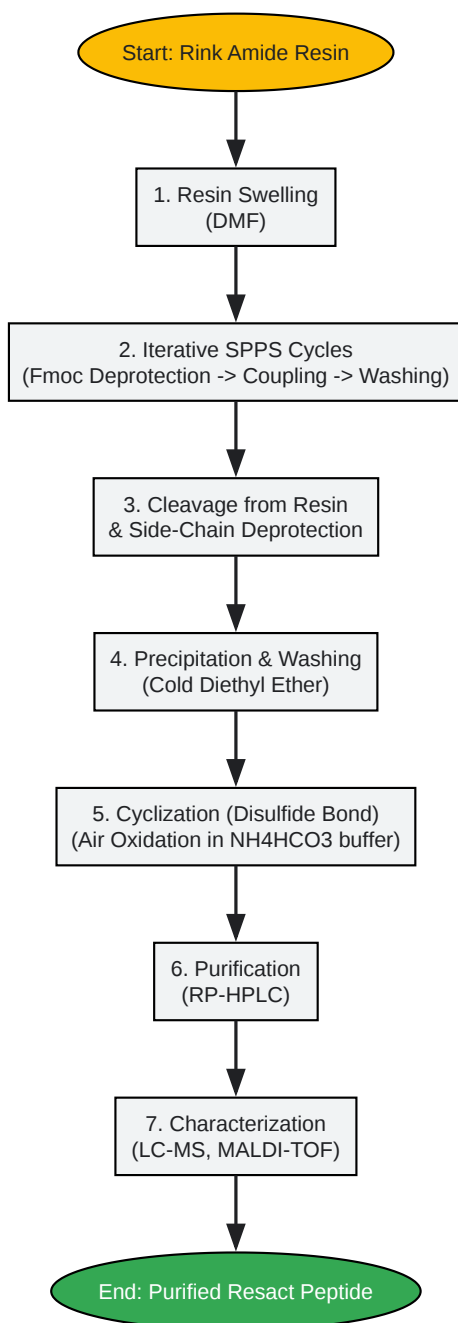 Start: Rink Amide Resin
1. Resin Swelling
(DMF)
2. Iterative SPPS Cycles
(Fmoc Deprotection -> Coupling -> Washing)
3. Cleavage from Resin
& Side-Chain Deprotection
4. Precipitation & Washing
(Cold Diethyl Ether)
5. Cyclization (Disulfide Bond)
(Air Oxidation in NH4HCO3 buffer)
6. Purification
(RP-HPLC)
7. Characterization
(LC-MS, MALDI-TOF)
End: Purified Resact Peptide